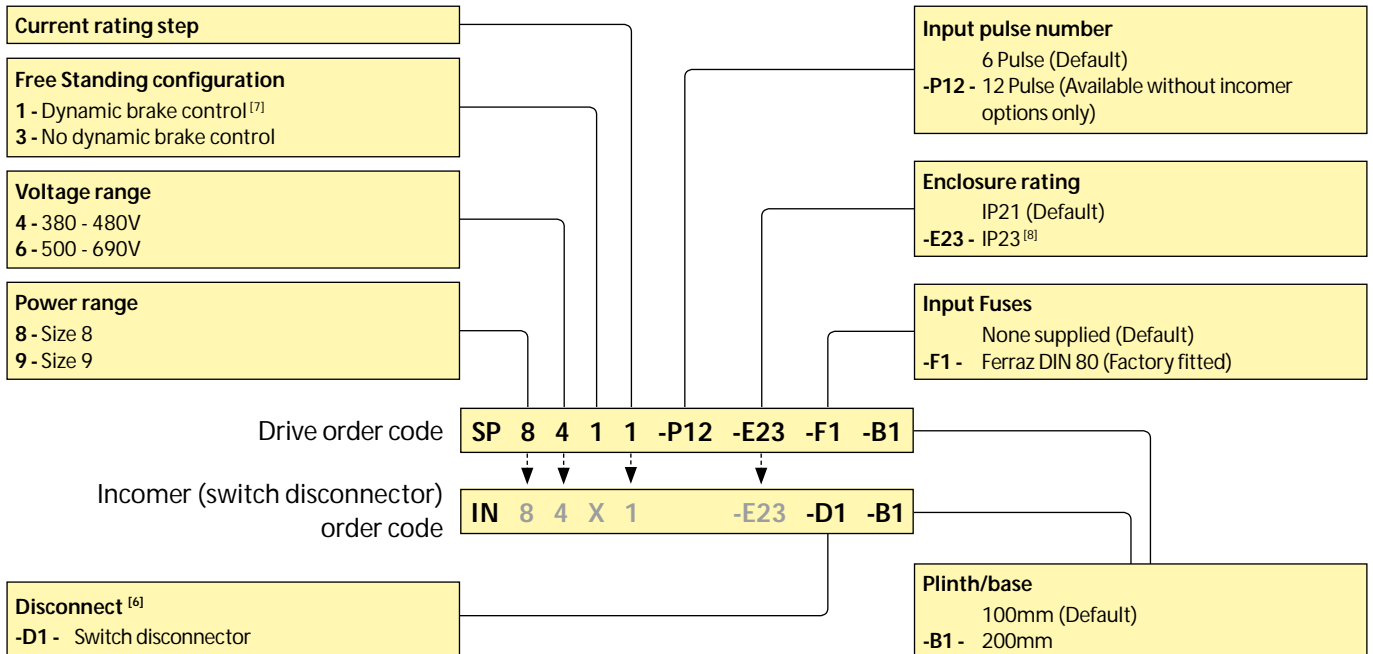 Current rating step
Free Standing configuration
1 - Dynamic brake control [7]
3 - No dynamic brake control
Voltage range
4 - 380 - 480V
6 - 500 - 690V
Power range
8 - Size 8
9 - Size 9
Input pulse number
6 Pulse (Default)
-P12 - 12 Pulse (Available without incomer
options only)
Enclosure rating
IP21 (Default)
-E23 - IP23 [8]
Input Fuses
None supplied (Default)
-F1 - Ferraz DIN 80 (Factory fitted)
Drive order code
SP 8 4 1 1 -P12 -E23 -F1 -B1
Incomer (switch disconnector)
order code
IN 8 4 X 1 -E23 -D1 -B1
Disconnect [6]
-D1 - Switch disconnector
Plinth/base
100mm (Default)
-B1 - 200mm